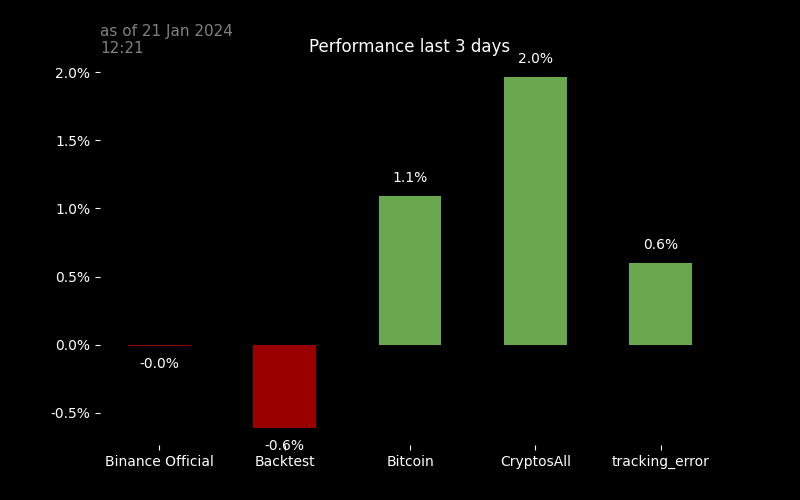 as of 21 Jan 2024
12:21
Performance last 3 days
2.0%
2.0%
1.5%
1.1%
1.0%
0.6%
0.5%
0.0%
-0.0%
-0.5%
-0.6%
Binance Official
Backtest
Bitcoin
CryptosAll
tracking_error